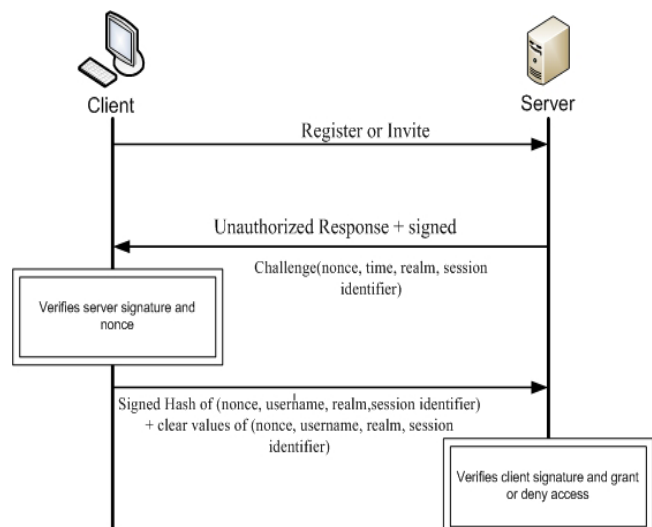 Client
Server
Register or Invite
Unauthorized Response + signed
Challenge(nonce, time, realm, session
identifier)
Verifies server signature and
nonce
Signed Hash of (nonce, username, realm,session identifier)
+ clear values of (nonce, username, realm, session
identifier)
Verifies client signature and grant
or deny access